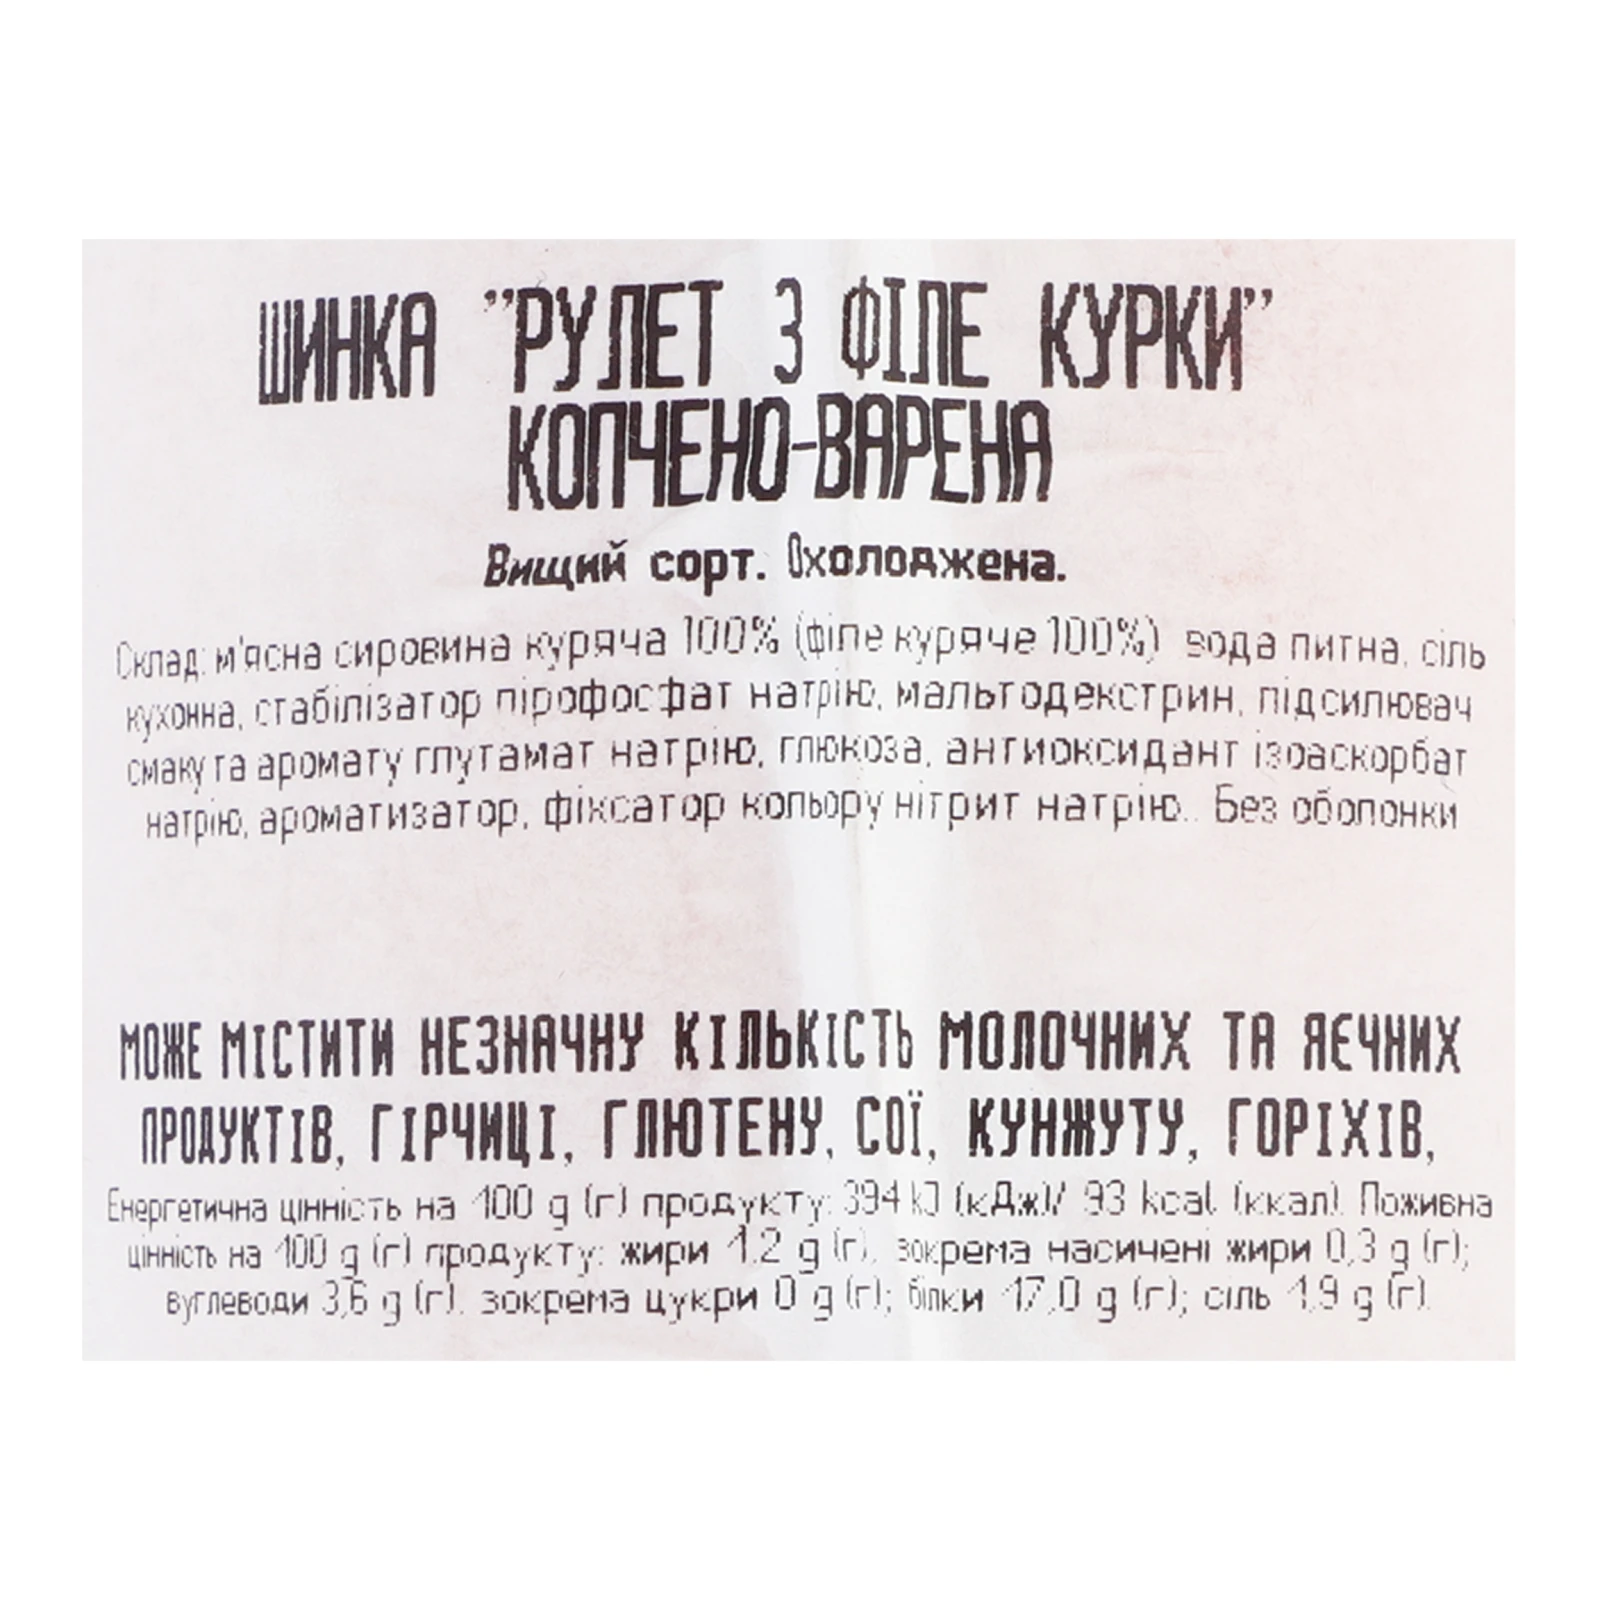 ШИНКА "РУЛЕТ З ФІЛЕ КУРКИ"
КОПЧЕНО-ВАРЕНА
Вищий сорт. Охолоджена.
Склад: м'ясна сировина куряча 100% (філе куряче 100%) вода питна, сіль
кухонна, стабілізатор пірофосфат натрію, мальтодекстрин, підсилювач
смаку та аромату глутамат натрію, глюкоза, антиоксидант ізоаскорбат
натрію, ароматизатор, фіксатор кольору нітрит натрію.. Без оболонки
МОЖЕ МІСТИТИ НЕЗНАЧНУ КІЛЬКІСТЬ МОЛОЧНИХ ТА ЯЄЧНИХ
ПРОДУКТІВ, ГІРЧИЦІ, ГЛЮТЕНУ, СОЇ, КУНЖУТУ, ГОРІХІВ,
Енергетична цінність на 100 g (г) продукту: 394 kJ (кДж)/ 93 kcal (ккал). Поживна
цінність на 100 g (г) продукту: жири 1,2 g (г), зокрема насичені жири 0,3 g (г);
вуглеводи 3,6 g (г), зокрема цукри 0 g (г); білки 17,0 g (г); сіль 1,9 g (г).